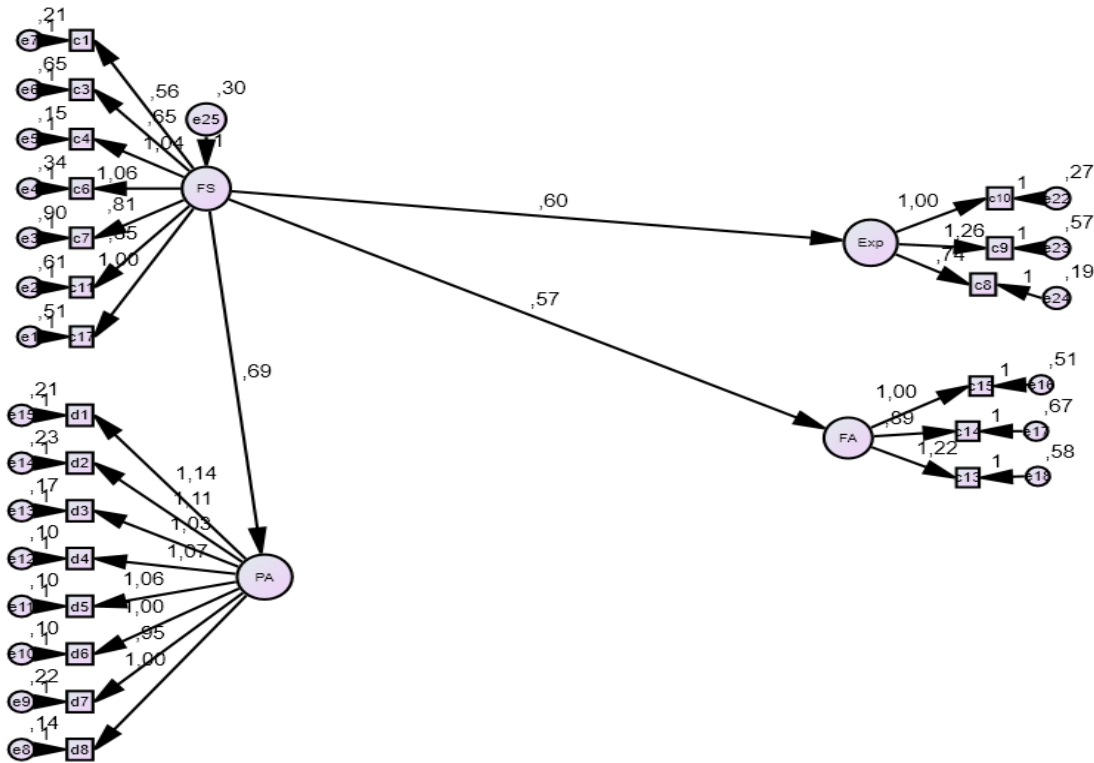 ,21
e7 1 c1
,65
e6 1 c3
,15
e5 1 c4
,34
e4 1 c6
,90
e3 1 c7
,61
e2 1 c11
,51
e1 1 c17
,56
,65
1,04
1,06
,81
1,00
,30
e25
1
FS
,60
,57
,69
Exp
1,00
1,26
,74
c10 1 e22 ,27
c9 1 e23 ,57
c8 1 e24 ,19
FA
1,00
,89
1,22
c15 1 e16 ,51
c14 1 e17 ,67
c13 1 e18 ,58
,21
e15 1 d1
,23
e14 1 d2
,17
e13 1 d3
,10
e12 1 d4
,10
e11 1 d5
,10
e10 1 d6
,22
e9 1 d7
,14
e8 1 d8
1,14
1,11
1,03
1,07
1,06
1,00
,95
1,00
PA